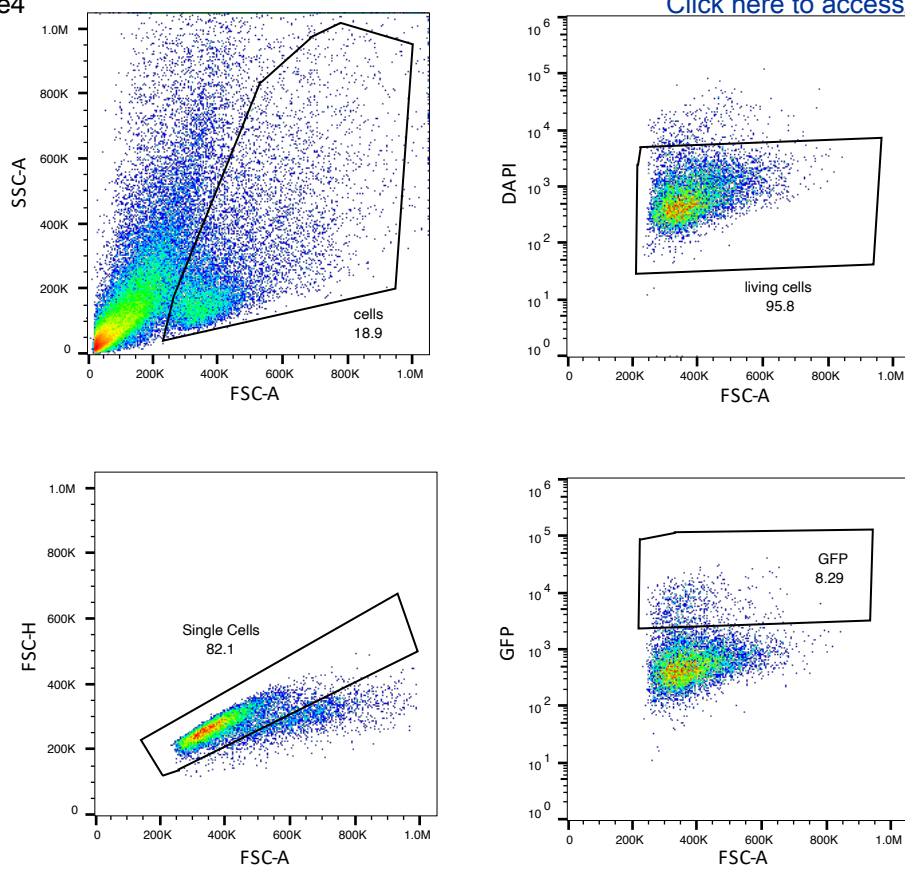 e4
Click here to access
1.0M
800K
600K
400K
200K
0
SSC-A
cells
18.9
0 200K 400K 600K 800K 1.0M
FSC-A
10 6
10 5
10 4
10 3
10 2
10 1
10 0
DAPI
living cells
95.8
0 200K 400K 600K 800K 1.0M
FSC-A
1.0M
800K
600K
400K
200K
0
FSC-H
Single Cells
82.1
0 200K 400K 600K 800K 1.0M
FSC-A
10 6
10 5
10 4
10 3
10 2
10 1
10 0
GFP
GFP
8.29
0 200K 400K 600K 800K 1.0M
FSC-A